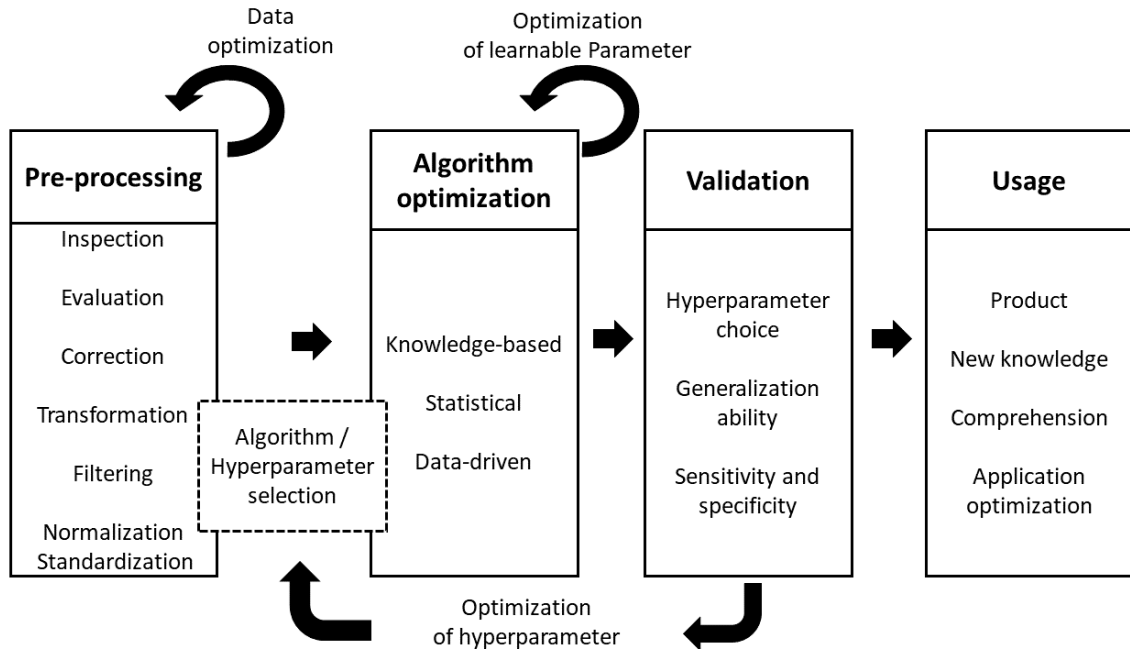 Data
optimization
Optimization
of learnable Parameter
Pre-processing
Inspection
Evaluation
Correction
Transformation
Filtering
Normalization
Standardization
Algorithm /
Hyperparameter
selection
Algorithm
optimization
Knowledge-based
Statistical
Data-driven
Validation
Hyperparameter
choice
Generalization
ability
Sensitivity and
specificity
Usage
Product
New knowledge
Comprehension
Application
optimization
Optimization
of hyperparameter